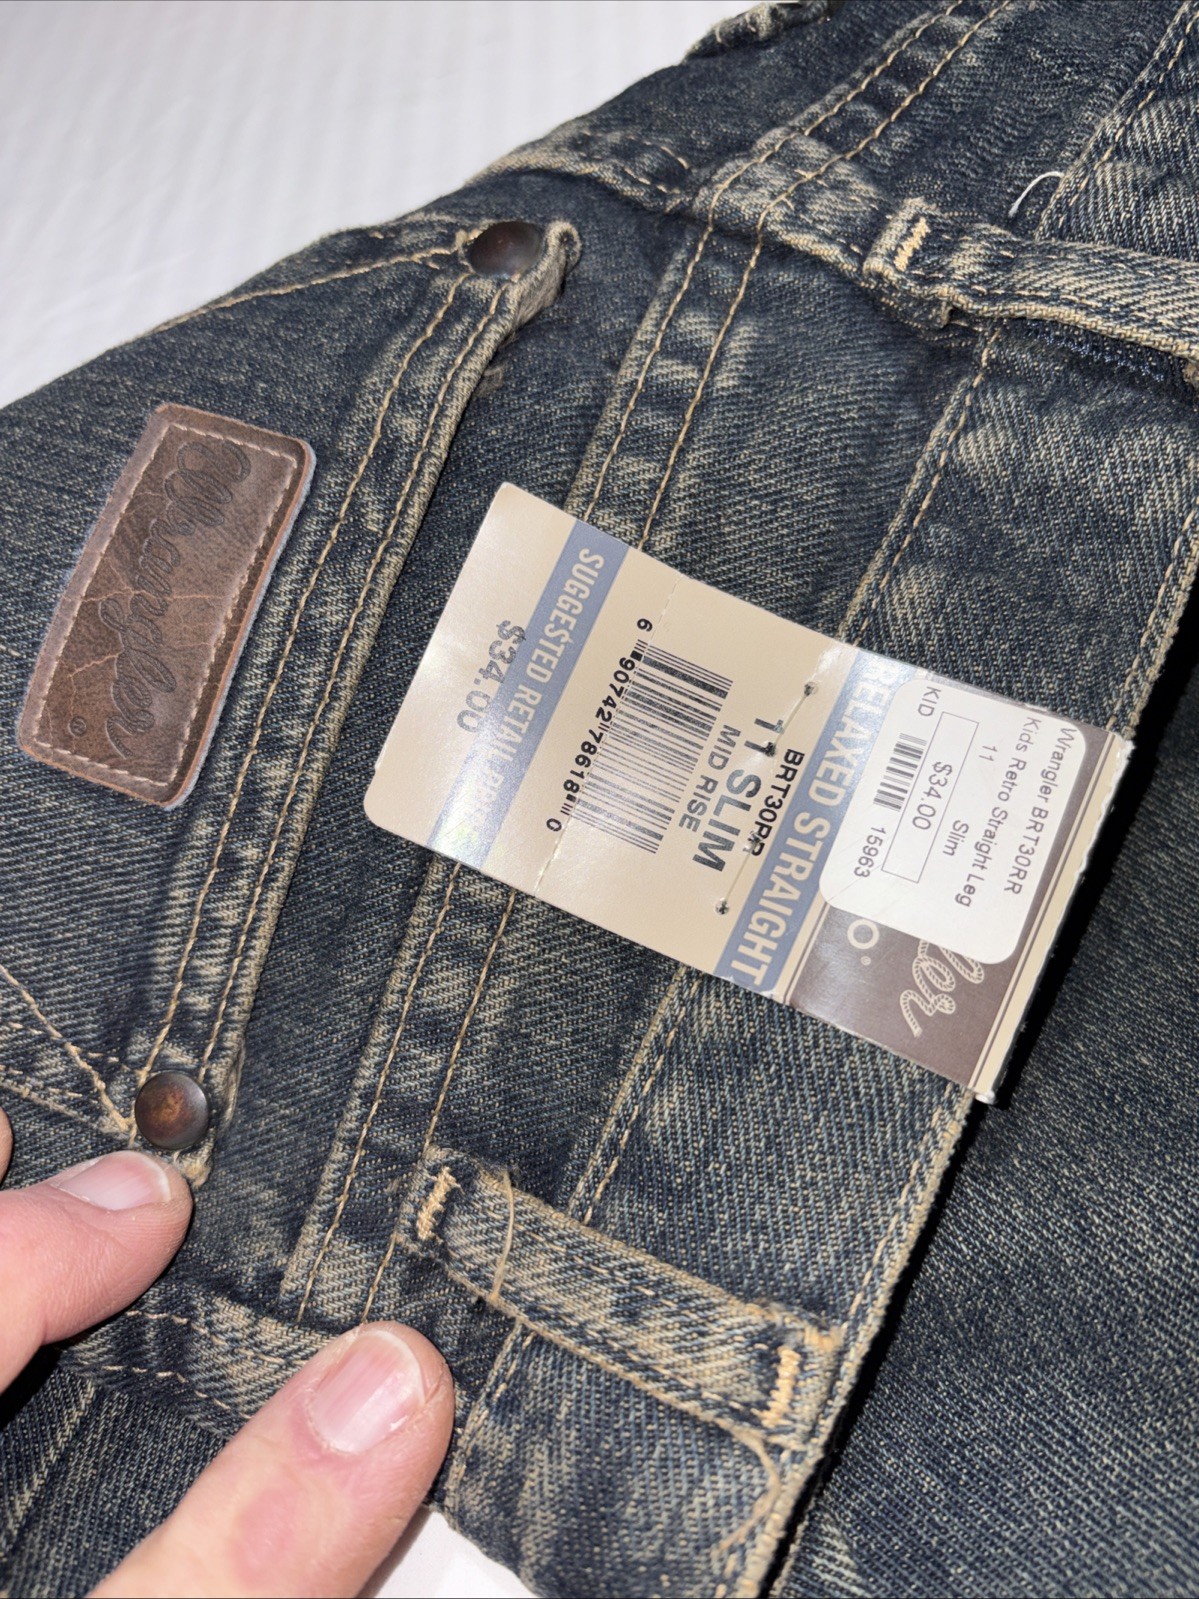 Wrangler
Wrangler BRT30RR
Kids Retro Straight Leg
11 Slim
$34.00
KID 15963
RELAXED STRAIGHT
BRT30RR
11 SLIM
MID RISE
6 90742 78618 0
SUGGESTED RETAIL
$34.00